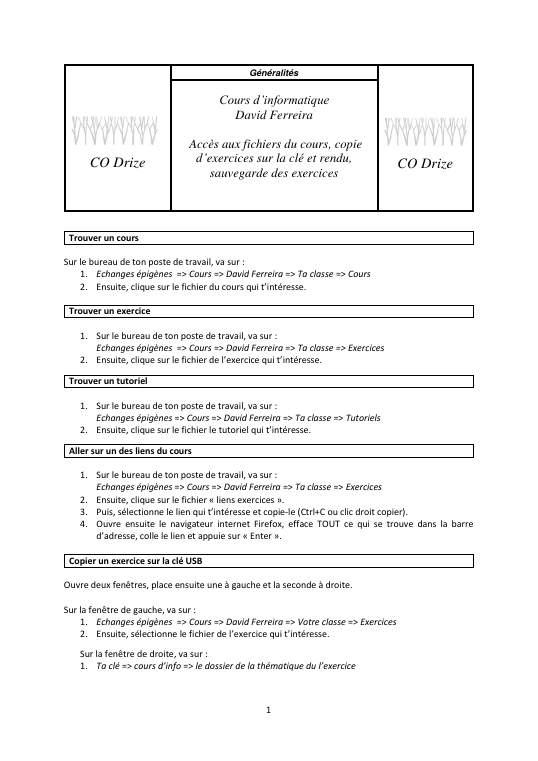 Généralités
CO Drize
Cours d'informatique
David Ferreira
Accès aux fichiers du cours, copie
d'exercices sur la clé et rendu,
sauvegarde des exercices
CO Drize
Trouver un cours
Sur le bureau de ton poste de travail, va sur :
1. Echanges épigènes => Cours => David Ferreira => Ta classe => Cours
2. Ensuite, clique sur le fichier du cours qui t'intéresse.
Trouver un exercice
1. Sur le bureau de ton poste de travail, va sur :
Echanges épigènes => Cours => David Ferreira => Ta classe => Exercices
2. Ensuite, clique sur le fichier de l'exercice qui t'intéresse.
Trouver un tutoriel
1. Sur le bureau de ton poste de travail, va sur :
Echanges épigènes => Cours => David Ferreira => Ta classe => Tutoriels
2. Ensuite, clique sur le fichier le tutoriel qui t'intéresse.
Aller sur un des liens du cours
1. Sur le bureau de ton poste de travail, va sur :
Echanges épigènes => Cours => David Ferreira => Ta classe => Exercices
2. Ensuite, clique sur le fichier « liens exercices ».
3. Puis, sélectionne le lien qui t'intéresse et copie-le (Ctrl+C ou clic droit copier).
4. Ouvre ensuite le navigateur internet Firefox, efface TOUT ce qui se trouve dans la barre
d'adresse, colle le lien et appuie sur « Enter ».
Copier un exercice sur la clé USB
Ouvre deux fenêtres, place ensuite une à gauche et la seconde à droite.
Sur la fenêtre de gauche, va sur :
1. Echanges épigènes => Cours => David Ferreira => Votre classe => Exercices
2. Ensuite, sélectionne le fichier de l'exercice qui t'intéresse.
Sur la fenêtre de droite, va sur :
1. Ta clé => cours d'info => le dossier de la thématique du l'exercice
1